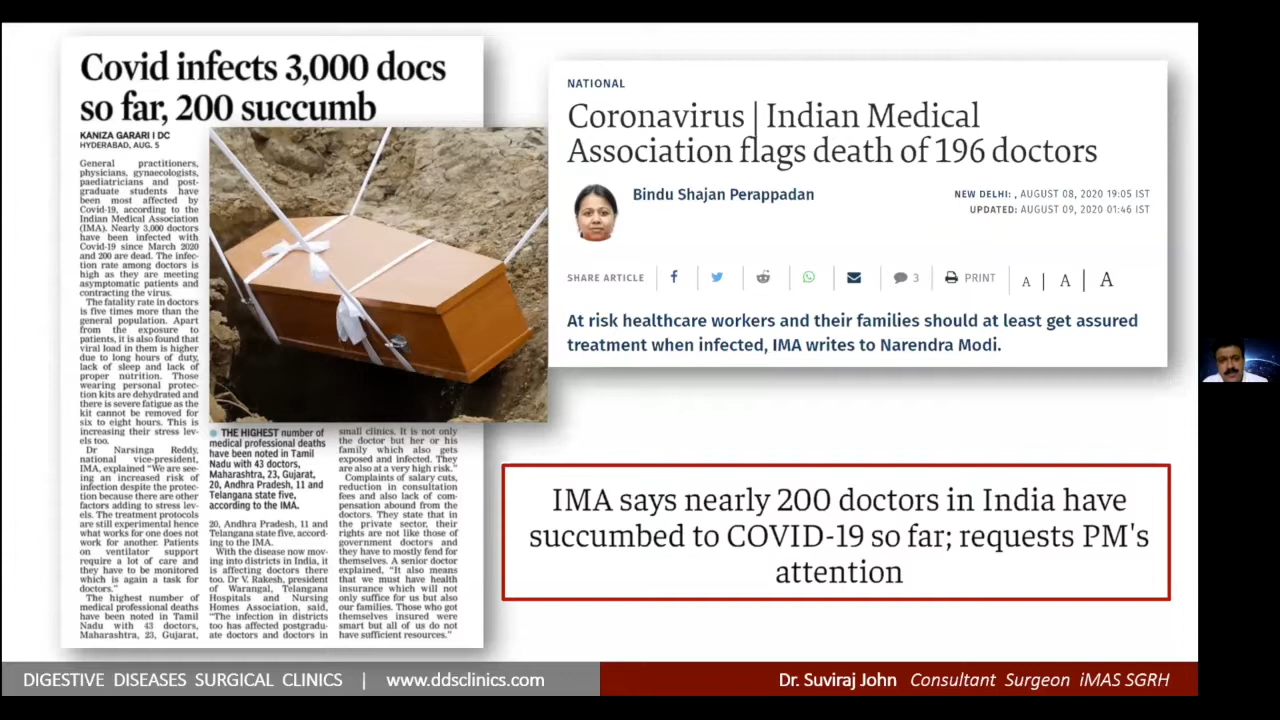 Covid infects 3,000 docs
so far, 200 succumb
KANIZA GARARI I DC
HYDERABAD, AUG. 5
General practitioners,
physicians, gynaecologists,
paediatricians and post-
graduate students have
been most affected by
Covid-19, according to the
Indian Medical Association
(IMA). Nearly 3,000 doctors
have been infected with
Covid-19 since March 2020
and 200 are dead. The infec-
tion rate among doctors is
high as they are meeting
asymptomatic patients and
contracting the virus.
The fatality rate in doctors
is five times more than the
general population. Apart
from the exposure to
patients, it is also found that
viral load in them is higher
due to long hours of duty,
lack of sleep and lack of
proper nutrition. Those
wearing personal protec-
tion kits are dehydrated and
there is severe fatigue as the
kit cannot be removed for
six to eight hours. This is
increasing their stress lev-
els too.
Dr Narsinga Reddy,
national vice-president,
IMA, explained "We are see-
ing an increased risk of
infection despite the protec-
tion because there are other
factors adding to stress lev-
els. The treatment protocols
are still experimental hence
what works for one does not
work for another. Patients
on ventilator support
require a lot of care and
they have to be monitored
which is again a task for
doctors."
The highest number of
medical professional deaths
have been noted in Tamil
Nadu with 43 doctors,
Maharashtra, 23, Gujarat,
THE HIGHEST number of
medical professional deaths
have been noted in Tamil
Nadu with 43 doctors,
Maharashtra, 23, Gujarat,
20, Andhra Pradesh, 11 and
Telangana state five,
according to the IMA.
20, Andhra Pradesh, 11 and
Telangana state five, accord-
ing to the IMA.
With the disease now mov-
ing into districts in India, it
is affecting doctors there
too. Dr V. Rakesh, president
of Warangal, Telangana
Hospitals and Nursing
Homes Association, said,
"The infection in districts
too has affected postgradu-
ate doctors and doctors in
small clinics. It is not only
the doctor but her or his
family which also gets
exposed and infected. They
are also at a very high risk."
Complaints of salary cuts,
reduction in consultation
fees and also lack of com-
pensation abound from the
doctors. They state that in
the private sector, their
rights are not like those of
government doctors and
they have to mostly fend for
themselves. A senior doctor
explained, "It also means
that we must have health
insurance which will not
only suffice for us but also
our families. Those who got
themselves insured were
smart but all of us do not
have sufficient resources."
NATIONAL
Coronavirus | Indian Medical
Association flags death of 196 doctors
Bindu Shajan Perappadan
NEW DELHI: , AUGUST 08, 2020 19:05 IST
UPDATED: AUGUST 09, 2020 01:46 IST
SHARE ARTICLE 3 PRINT A A A
At risk healthcare workers and their families should at least get assured
treatment when infected, IMA writes to Narendra Modi.
IMA says nearly 200 doctors in India have
succumbed to COVID-19 so far; requests PM's
attention
DIGESTIVE DISEASES SURGICAL CLINICS | www.ddsclinics.com
Dr. Suviraj John Consultant Surgeon iMAS SGRH